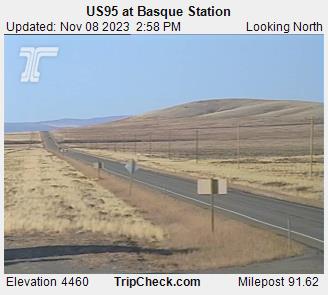 US95 at Basque Station
Updated: Nov 08 2023 2:58 PM Looking North
Elevation 4460 TripCheck.com Milepost 91.62